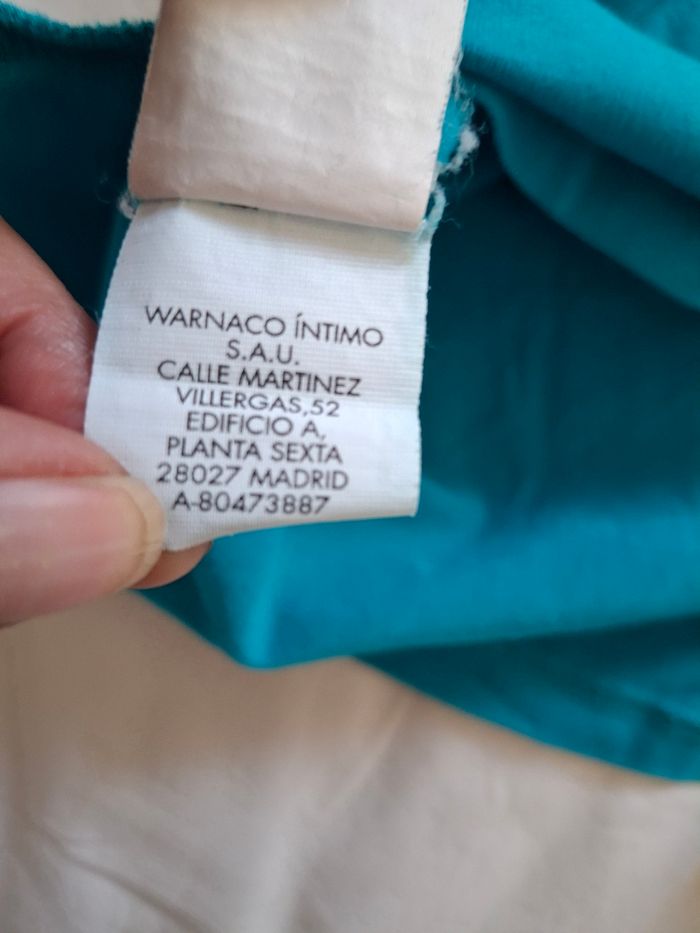 WARNACO ÍNTIMO
S.A.U.
CALLE MARTINEZ
VILLERGAS,52
EDIFICIO A,
PLANTA SEXTA
28027 MADRID
A-80473887